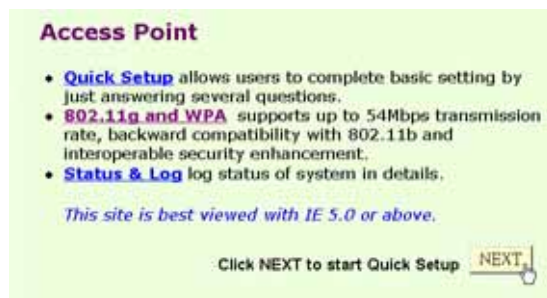 Access Point
• Quick Setup allows users to complete basic setting by
just answering several questions.
• 802.11g and WPA supports up to 54Mbps transmission
rate, backward compatibility with 802.11b and
interoperable security enhancement.
• Status & Log log status of system in details.
This site is best viewed with IE 5.0 or above.
Click NEXT to start Quick Setup NEXT